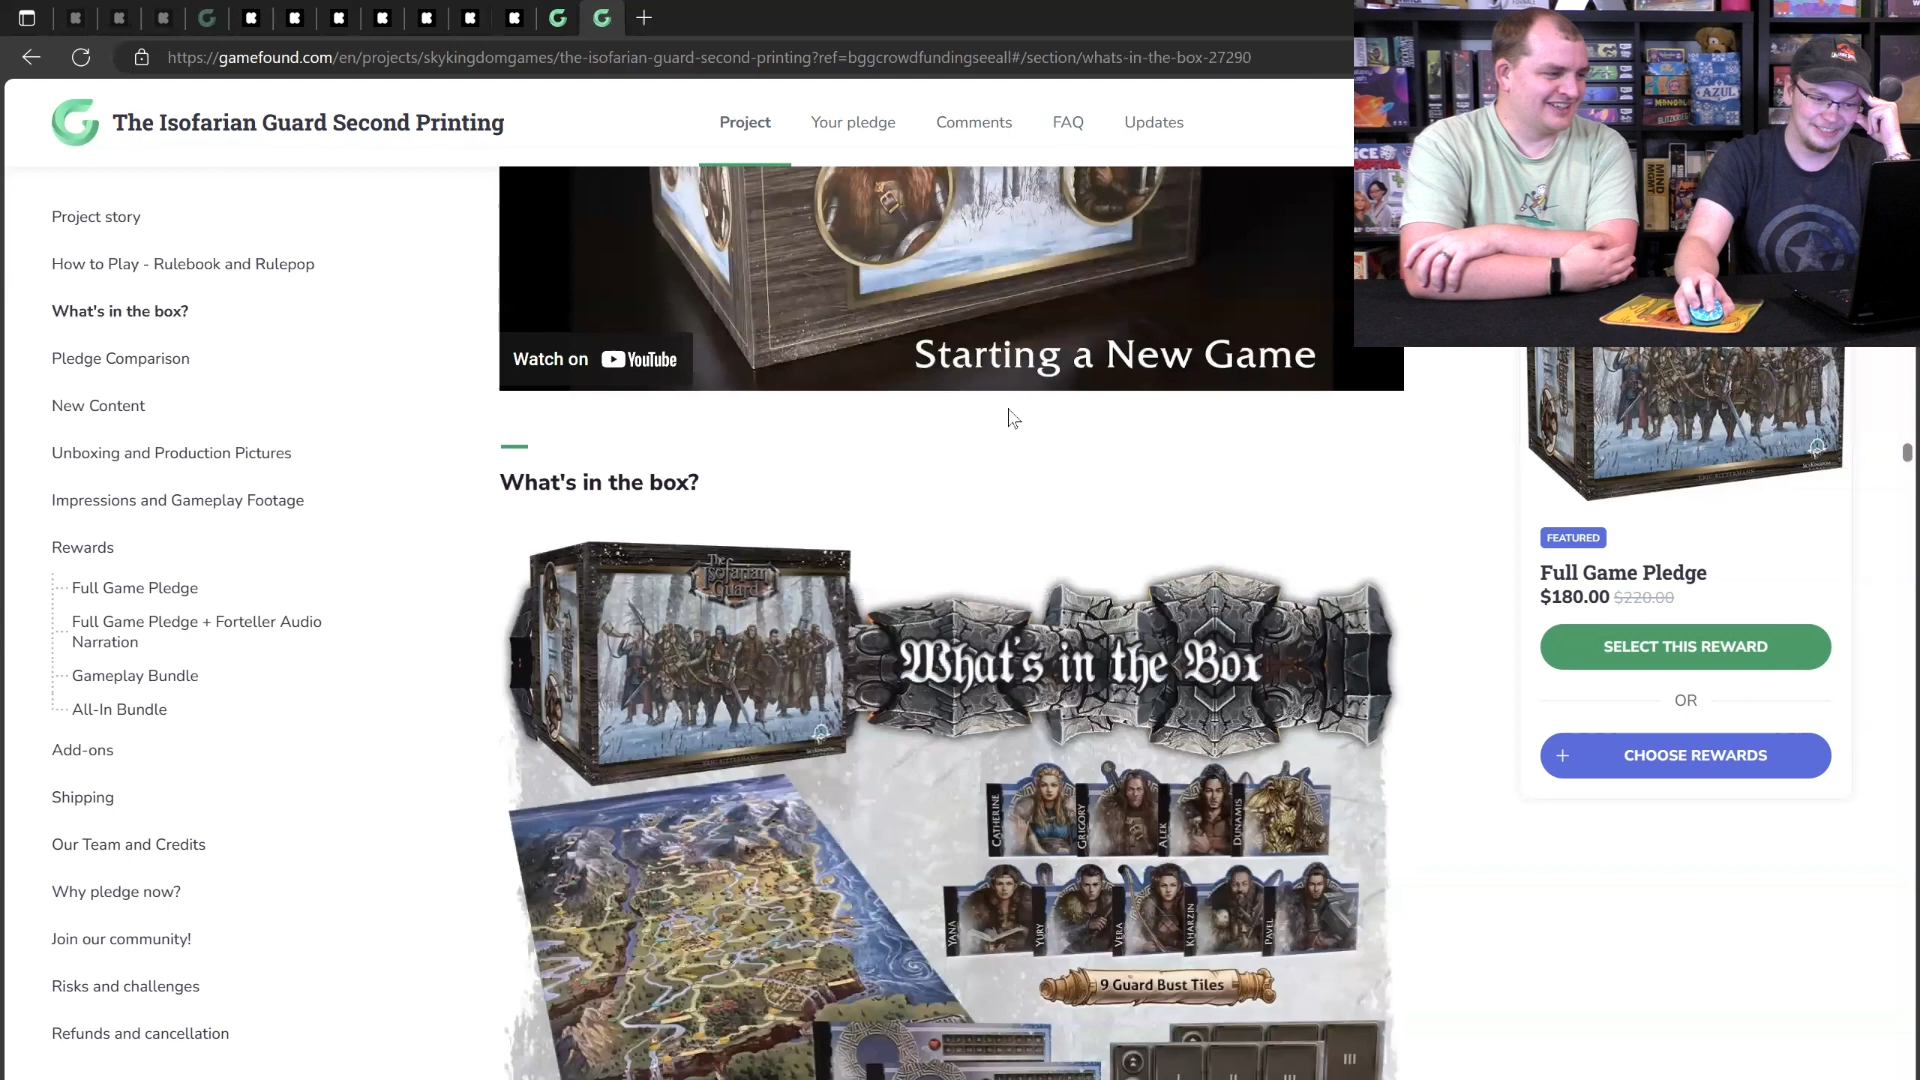 https://gamefound.com/en/projects/skykingdomgames/the-isofarian-guard-second-printing?ref=bggcrowdfundingseeall#/section/whats-in-the-box-27290
The Isofarian Guard Second Printing
Project
Your pledge
Comments
FAQ
Updates
Project story
How to Play - Rulebook and Rulepop
What's in the box?
Pledge Comparison
New Content
Unboxing and Production Pictures
Impressions and Gameplay Footage
Rewards
Full Game Pledge
Full Game Pledge + Forteller Audio
Narration
Gameplay Bundle
All-In Bundle
Add-ons
Shipping
Our Team and Credits
Why pledge now?
Join our community!
Risks and challenges
Refunds and cancellation
Watch on YouTube
Starting a New Game
What's in the box?
The
Isofarian
Guard
What's in the Box
CATHERINE
GRIGORY
ALEK
DUNAMIS
YANA
YURY
VERA
KHARZIN
PAVEL
9 Guard Bust Tiles
III
FEATURED
Full Game Pledge
$180.00 $220.00
SELECT THIS REWARD
OR
+ CHOOSE REWARDS
AZUL
MIND
MGMT